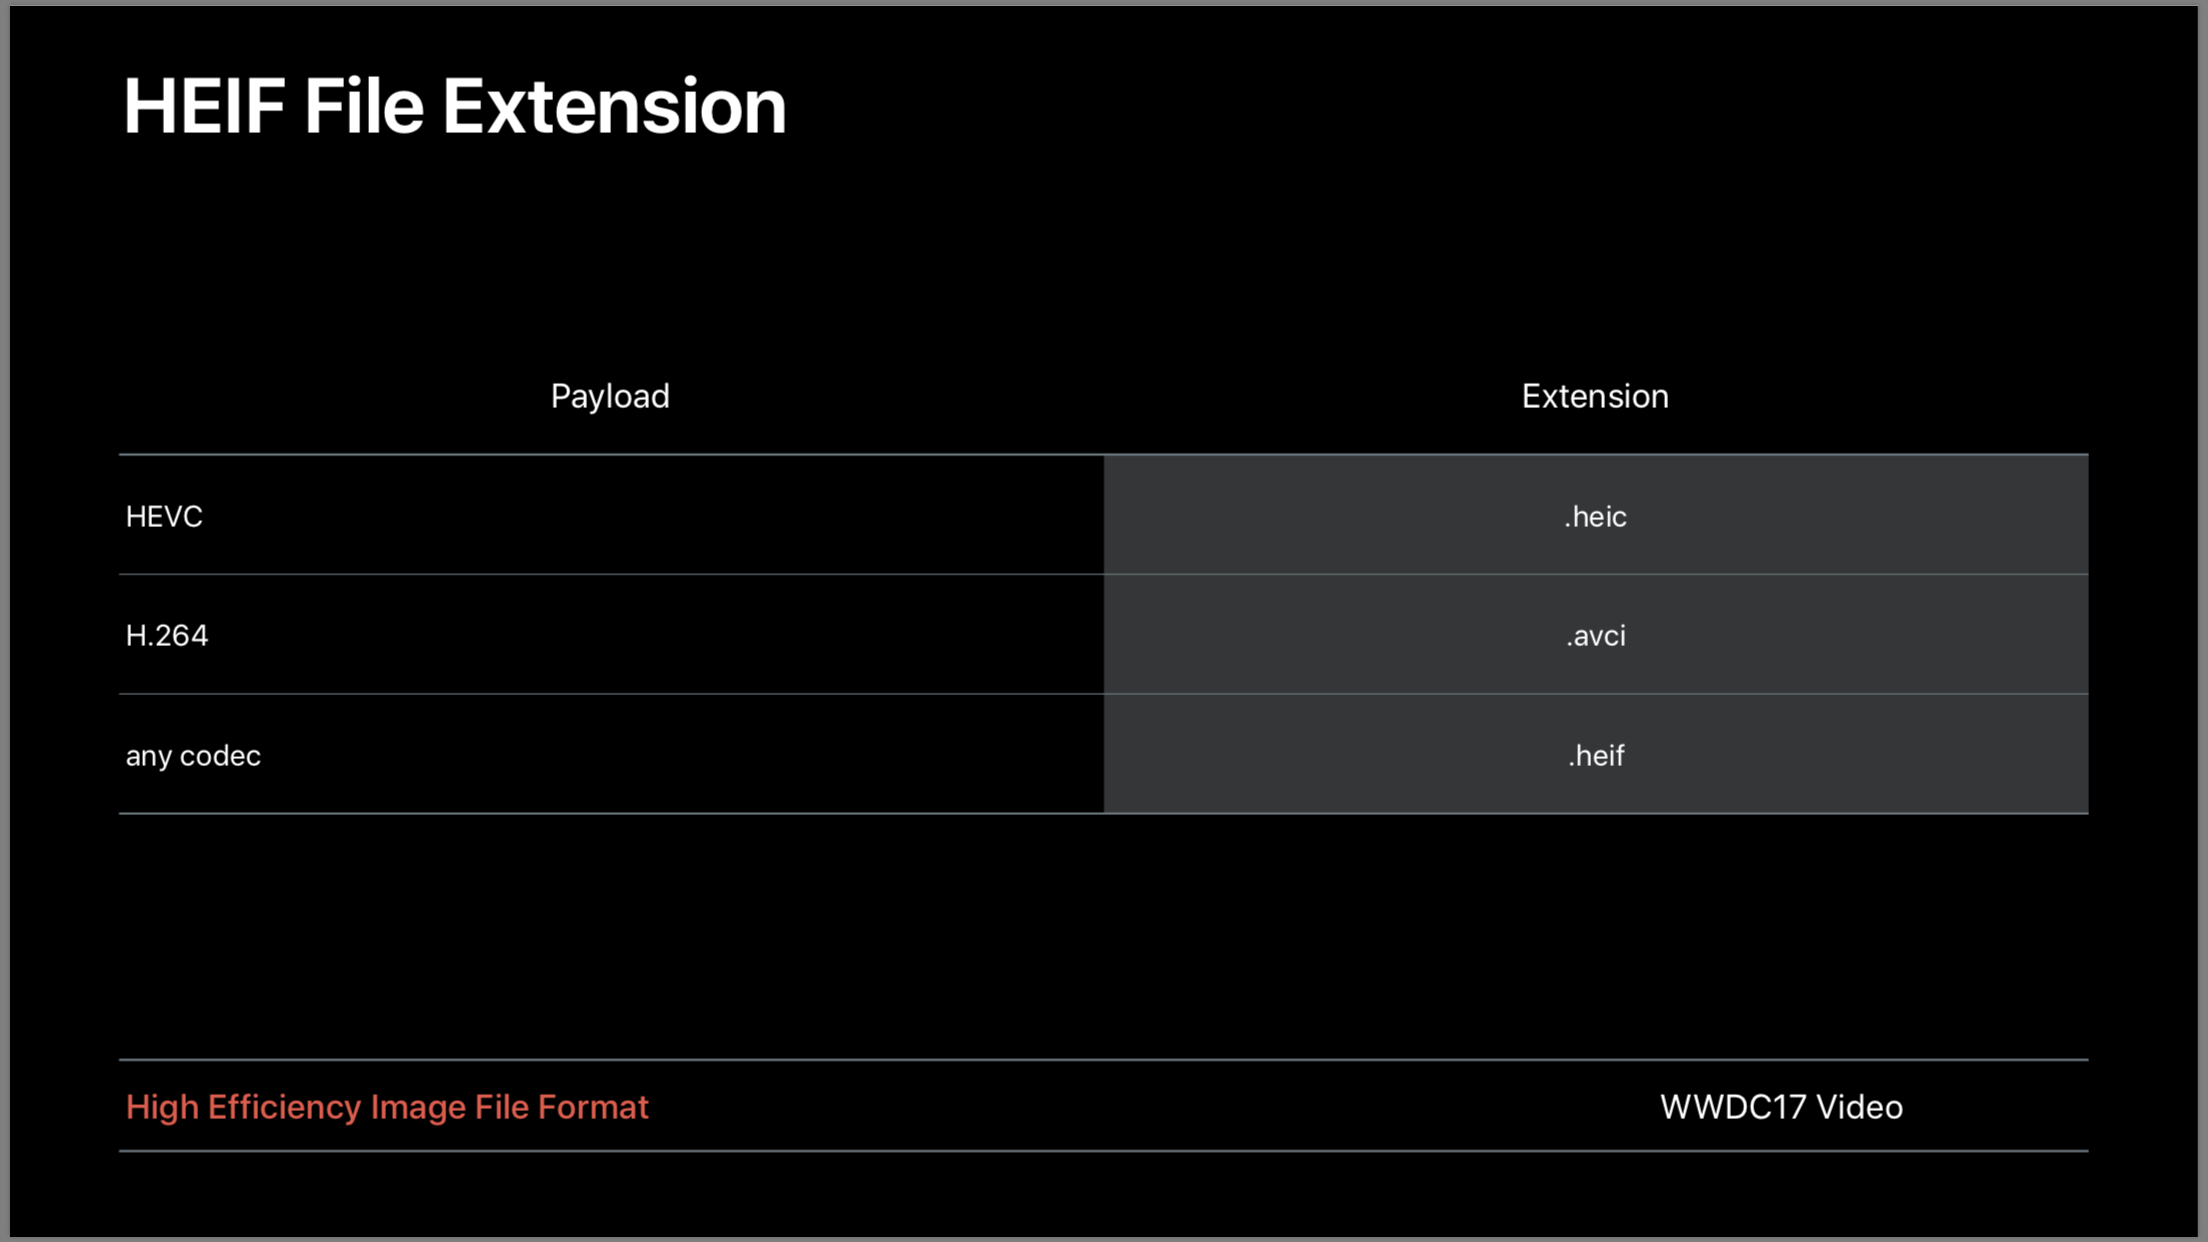 HEIF File Extension
Payload Extension
HEVC .heic
H.264 .avci
any codec .heif
High Efficiency Image File Format WWDC17 Video